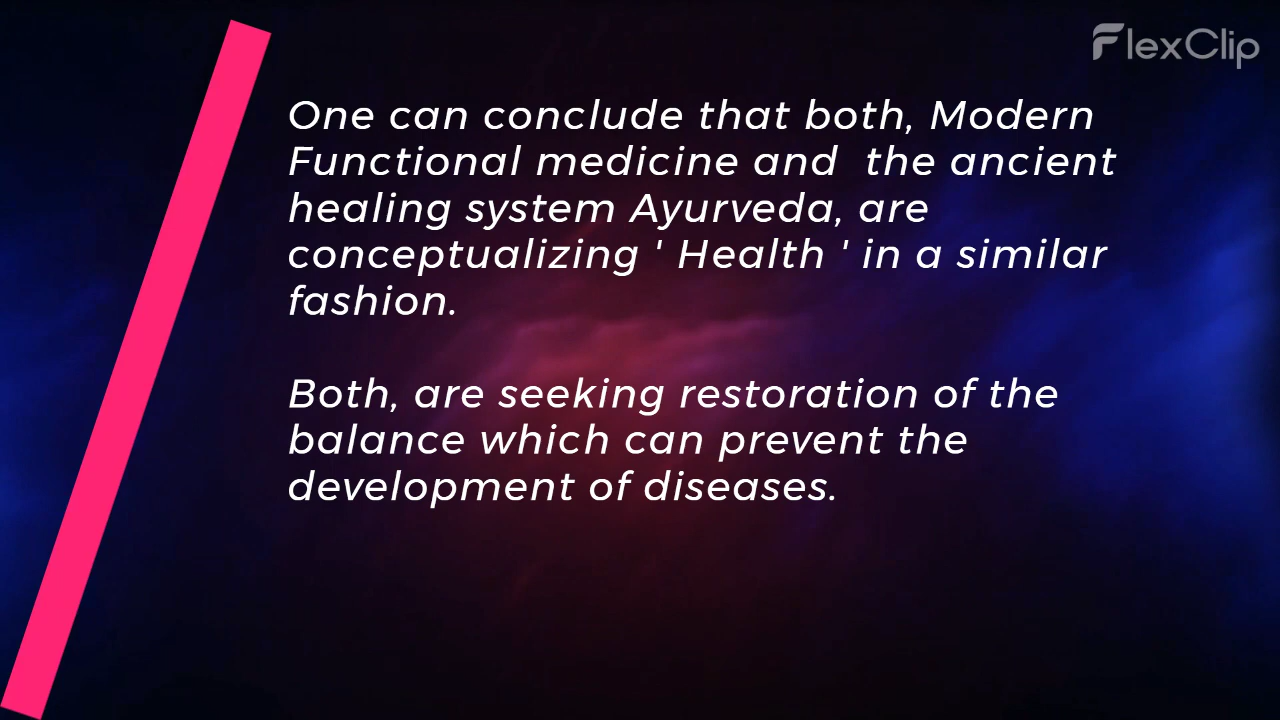 FlexClip
One can conclude that both, Modern
Functional medicine and  the ancient
healing system Ayurveda, are
conceptualizing ' Health ' in a similar
fashion.
Both, are seeking restoration of the
balance which can prevent the
development of diseases.